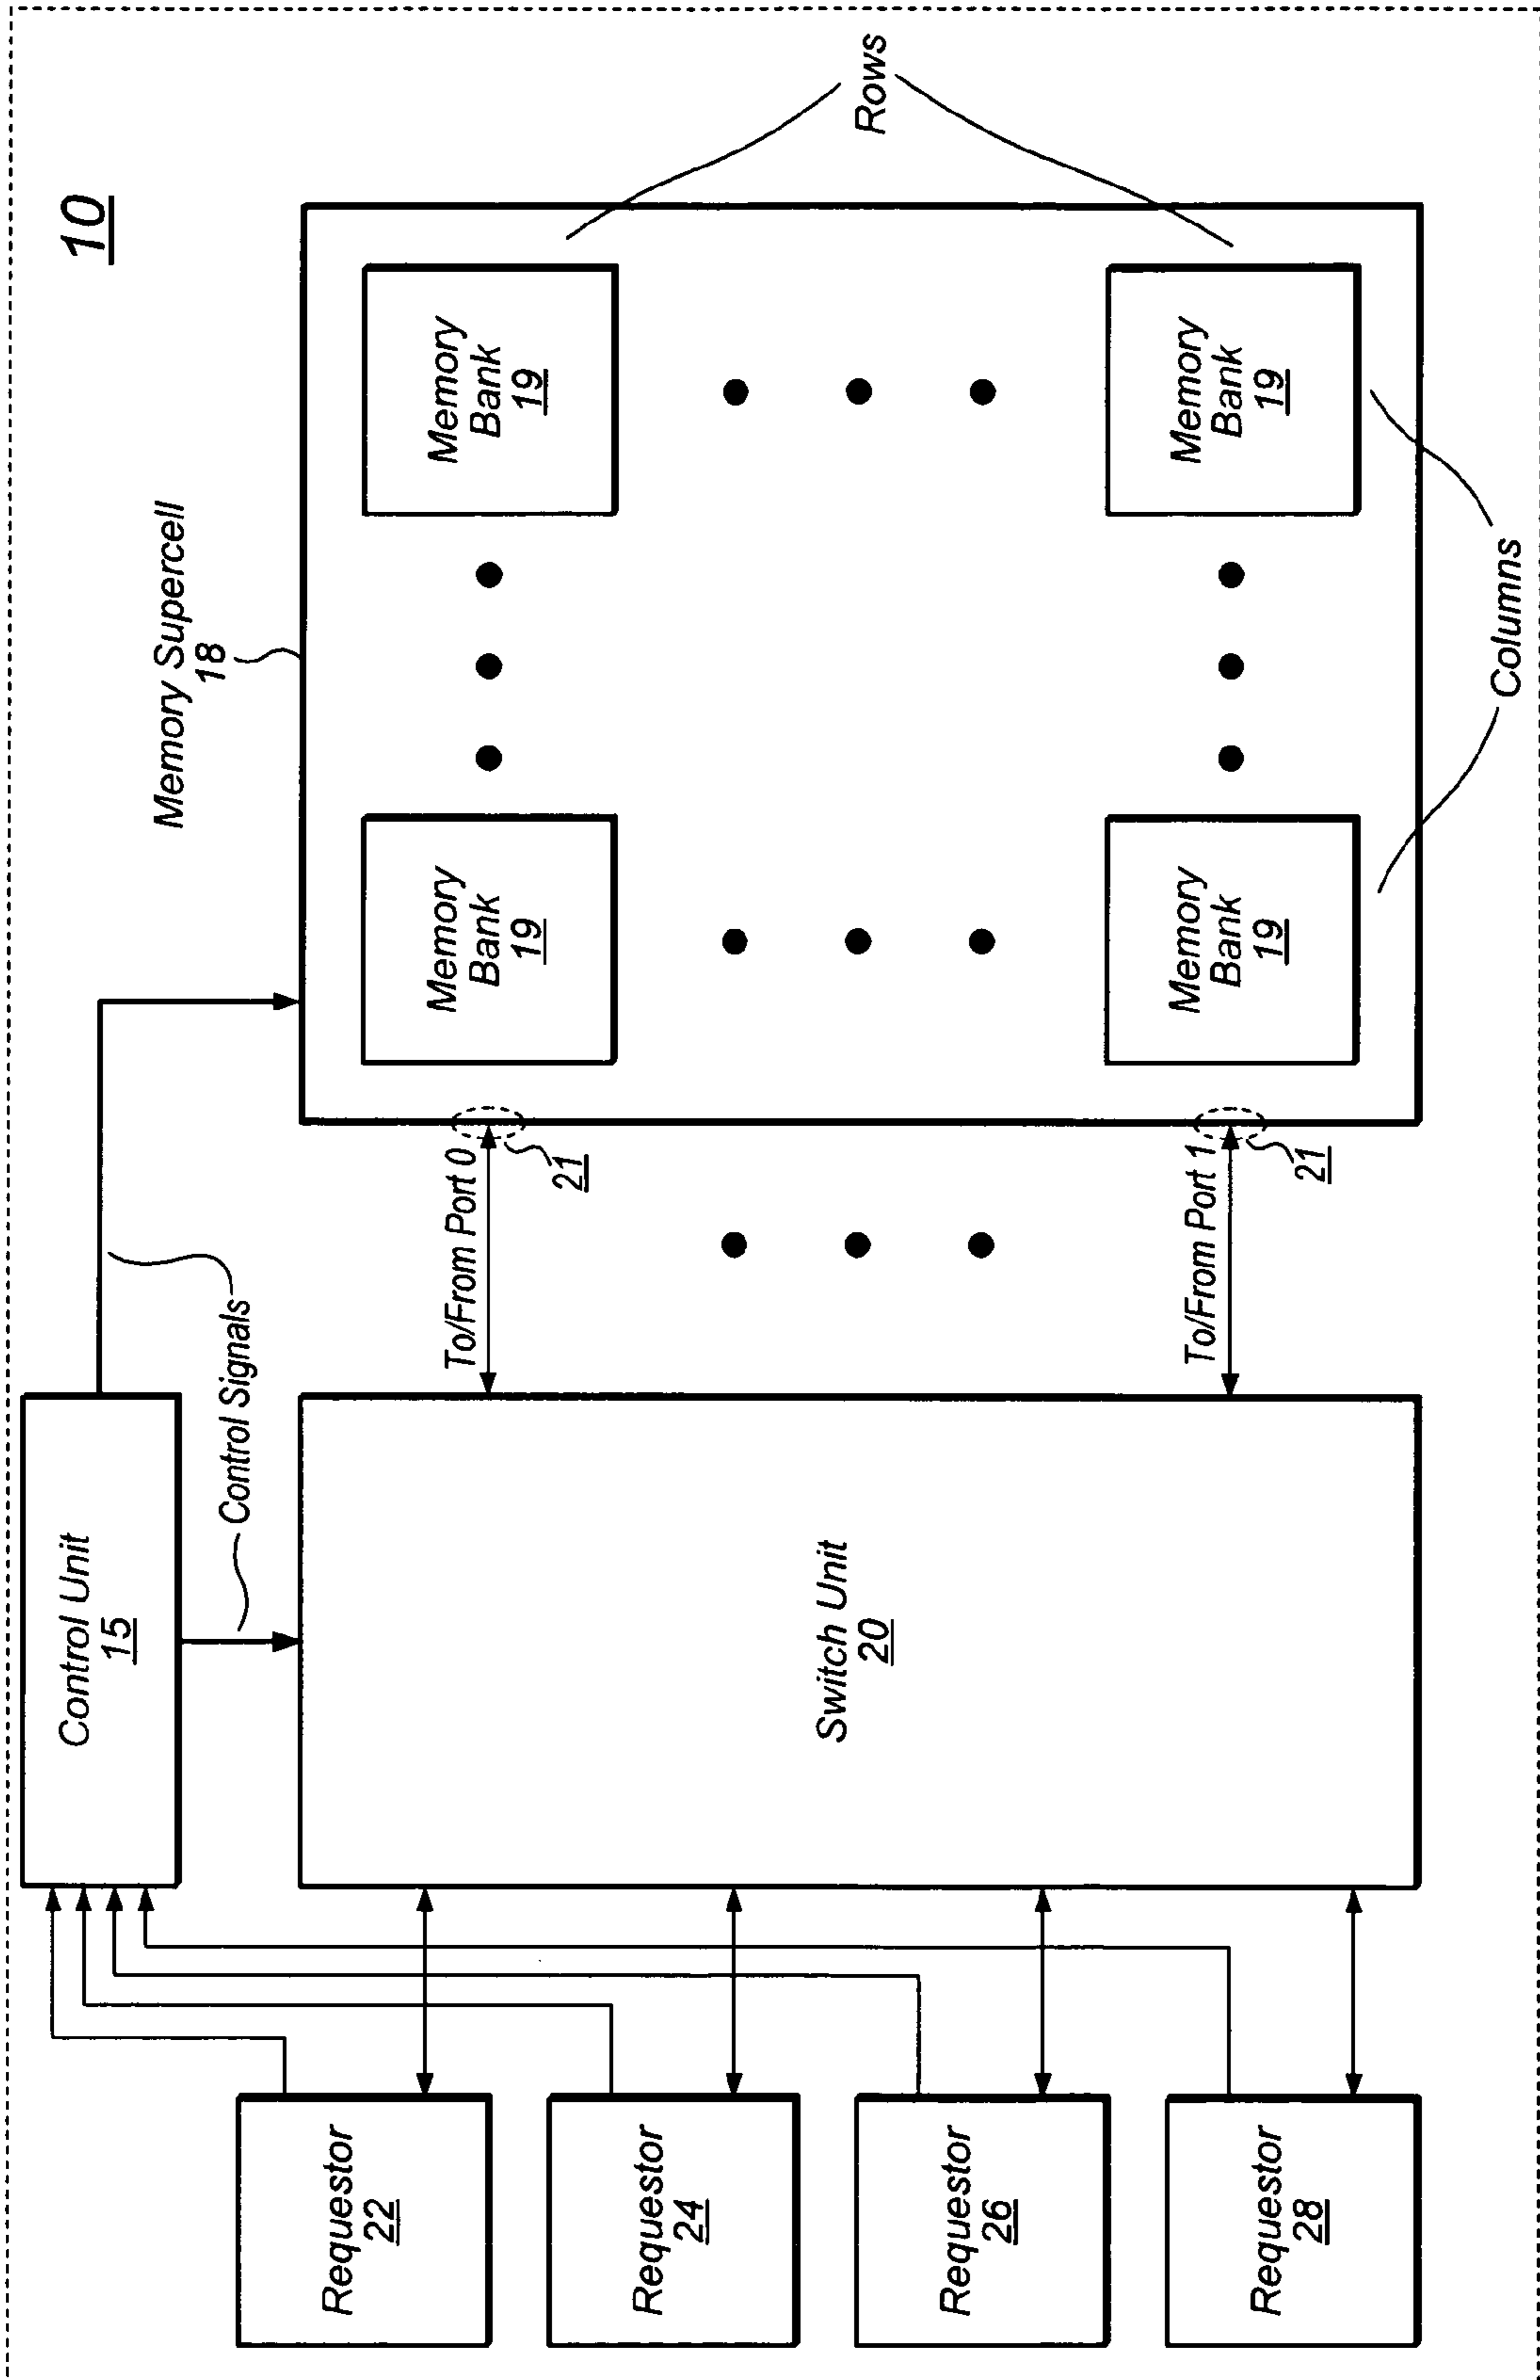 10
Control Unit
15
Control Signals
Memory Supercell
18
Requestor
22
Requestor
24
Requestor
26
Requestor
28
Switch Unit
20
To/From Port 0
21
To/From Port 1
21
Memory
Bank
19
Memory
Bank
19
Memory
Bank
19
Memory
Bank
19
Rows
Columns